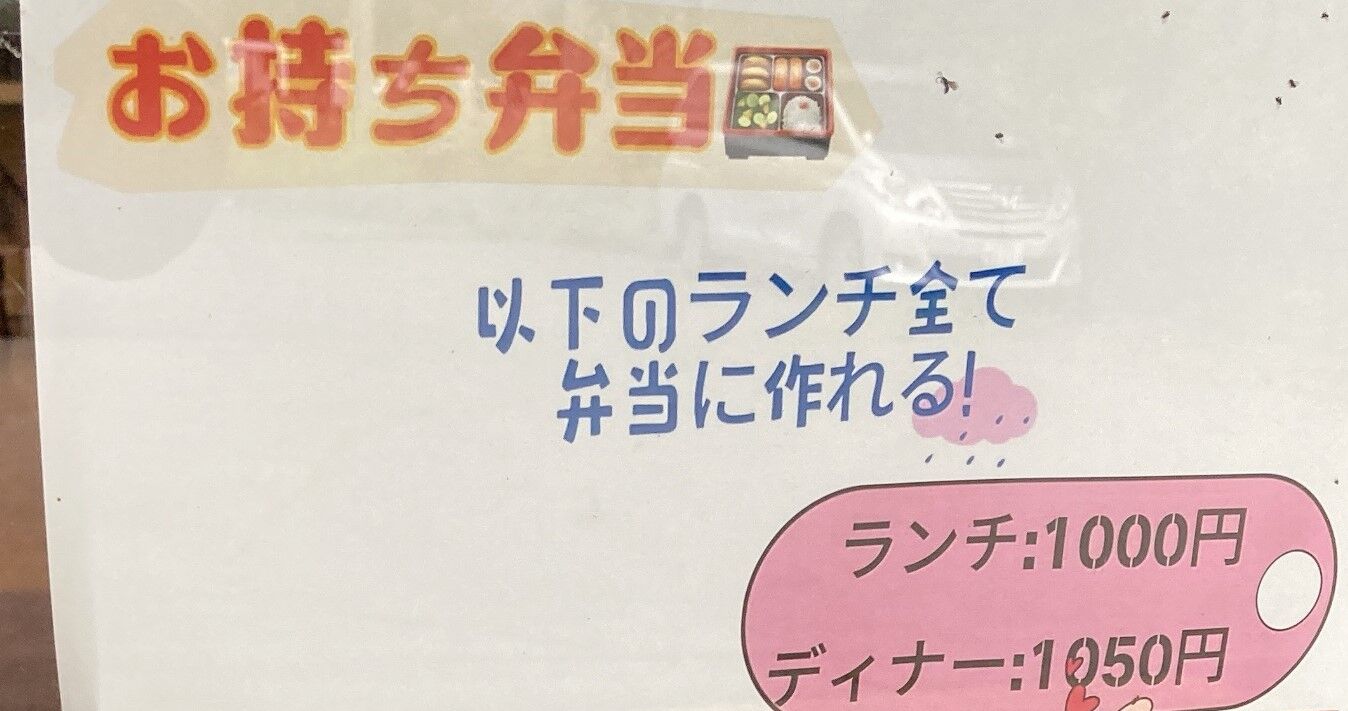 お持ち弁当
以下のランチ全て
弁当に作れる!
ランチ:1000円
ディナー:1050円